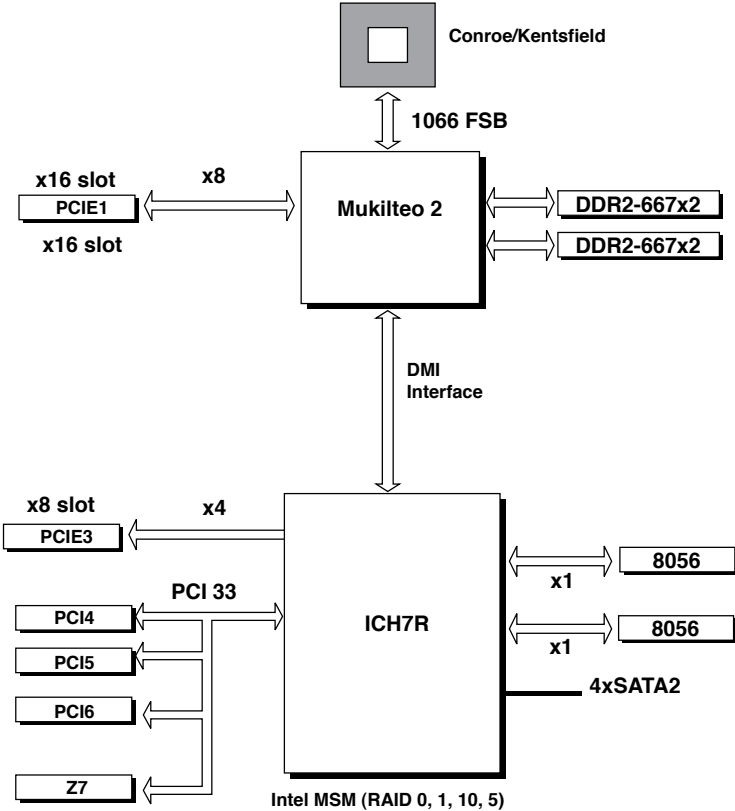 Conroe/Kentsfield
1066 FSB
x16 slot
x8
PCIE1
x16 slot
Mukilteo 2
DDR2-667x2
DDR2-667x2
DMI
Interface
x8 slot
x4
PCIE3
PCI 33
PCI4
PCI5
PCI6
Z7
ICH7R
8056
x1
8056
x1
4xSATA2
Intel MSM (RAID 0, 1, 10, 5)